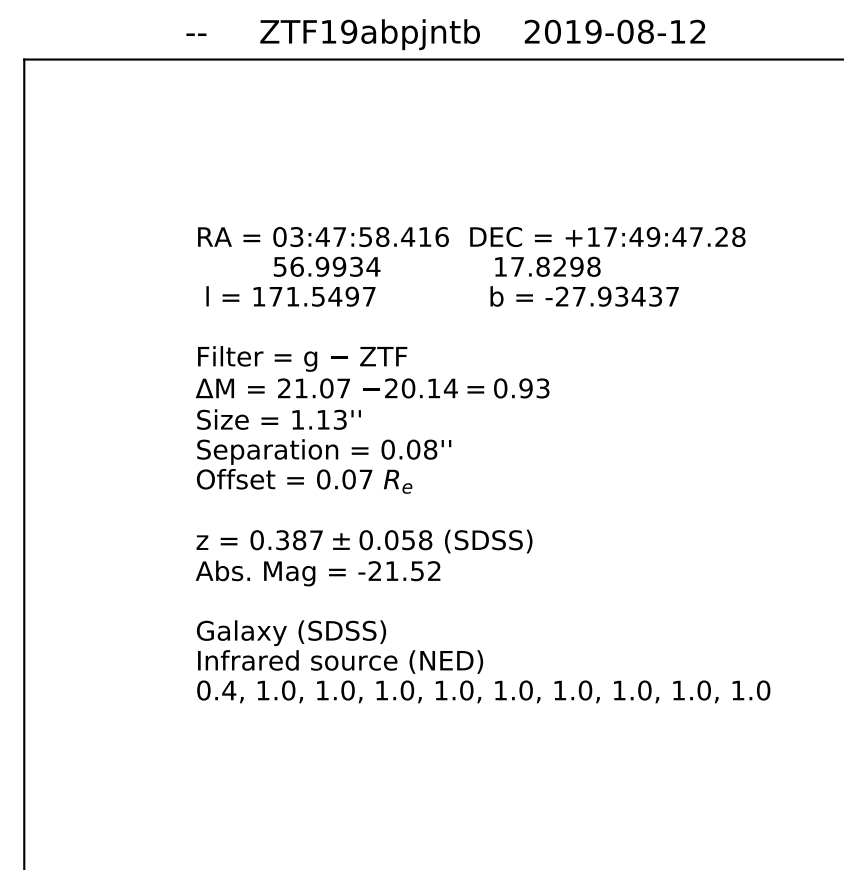 -- ZTF19abpjntb 2019-08-12
RA = 03:47:58.416 DEC = +17:49:47.28
56.9934 17.8298
l = 171.5497 b = -27.93437
Filter = g − ZTF
ΔM = 21.07 −20.14 = 0.93
Size = 1.13''
Separation = 0.08''
Offset = 0.07 Re
z = 0.387 ± 0.058 (SDSS)
Abs. Mag = -21.52
Galaxy (SDSS)
Infrared source (NED)
0.4, 1.0, 1.0, 1.0, 1.0, 1.0, 1.0, 1.0, 1.0, 1.0